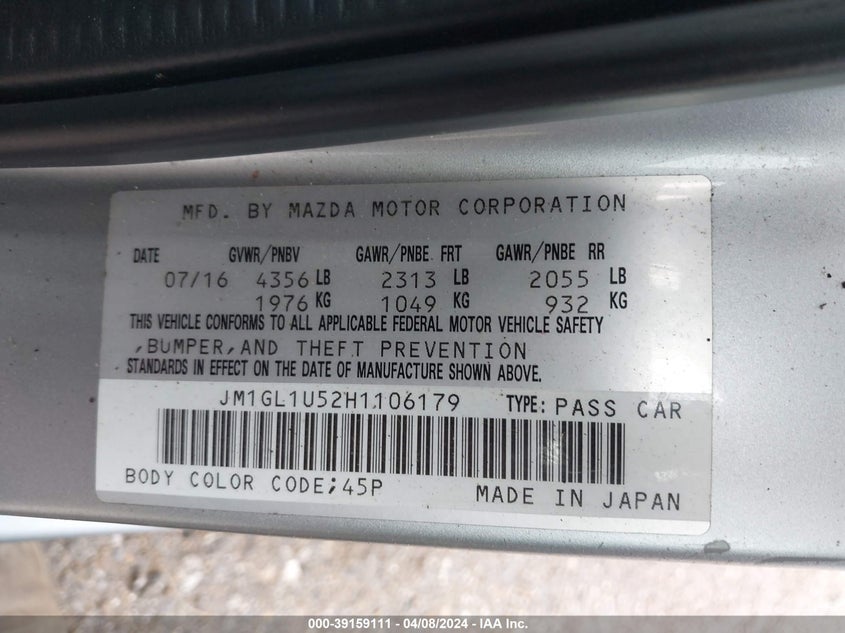 MFD. BY MAZDA MOTOR CORPORATION
DATE GVWR/PNBV GAWR/PNBE FRT GAWR/PNBE RR
07/16 4356 LB 2313 LB 2055 LB
1976 KG 1049 KG 932 KG
THIS VEHICLE CONFORMS TO ALL APPLICABLE FEDERAL MOTOR VEHICLE SAFETY
,BUMPER,AND THEFT PREVENTION
STANDARDS IN EFFECT ON THE DATE OF MANUFACTURE SHOWN ABOVE.
JM1GL1U52H1106179 TYPE: PASS CAR
BODY COLOR CODE;45P
MADE IN JAPAN
000-39159111 - 04/08/2024 - IAA Inc.